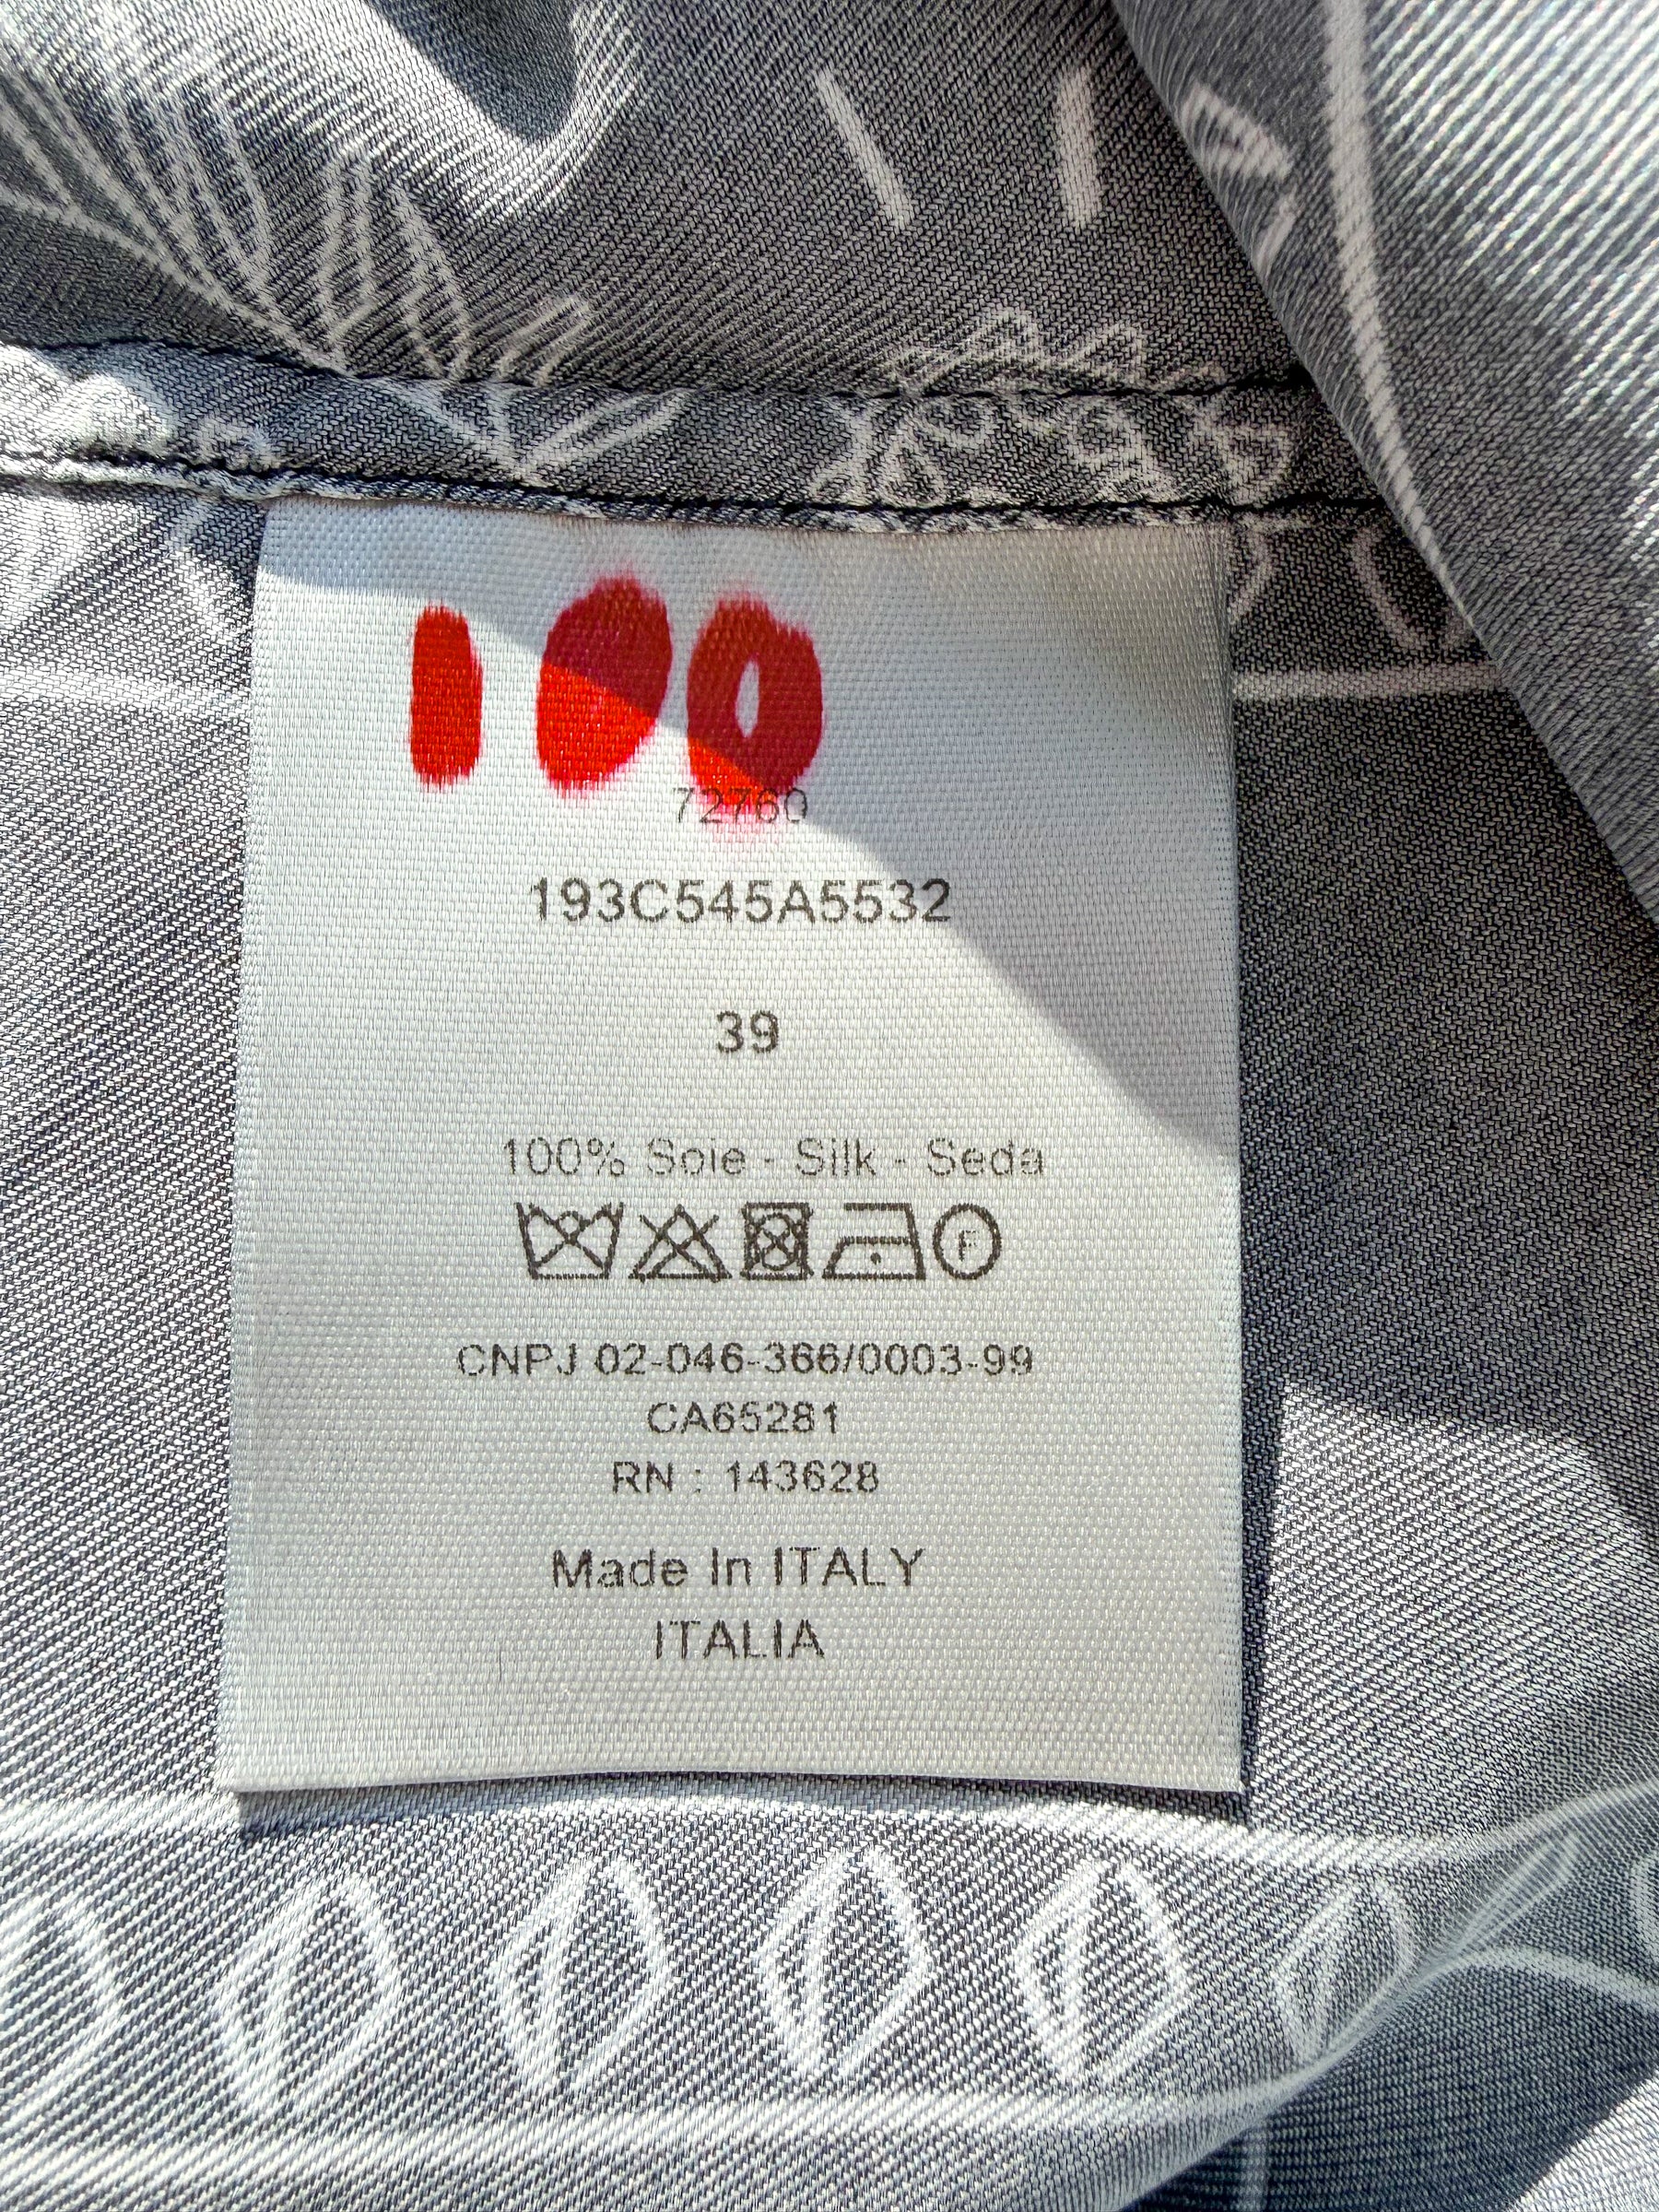 100
72760
193C545A5532
39
100% Soie - Silk - Seda
F
CNPJ 02-046-366/0003-99
CA65281
RN : 143628
Made In ITALY
ITALIA